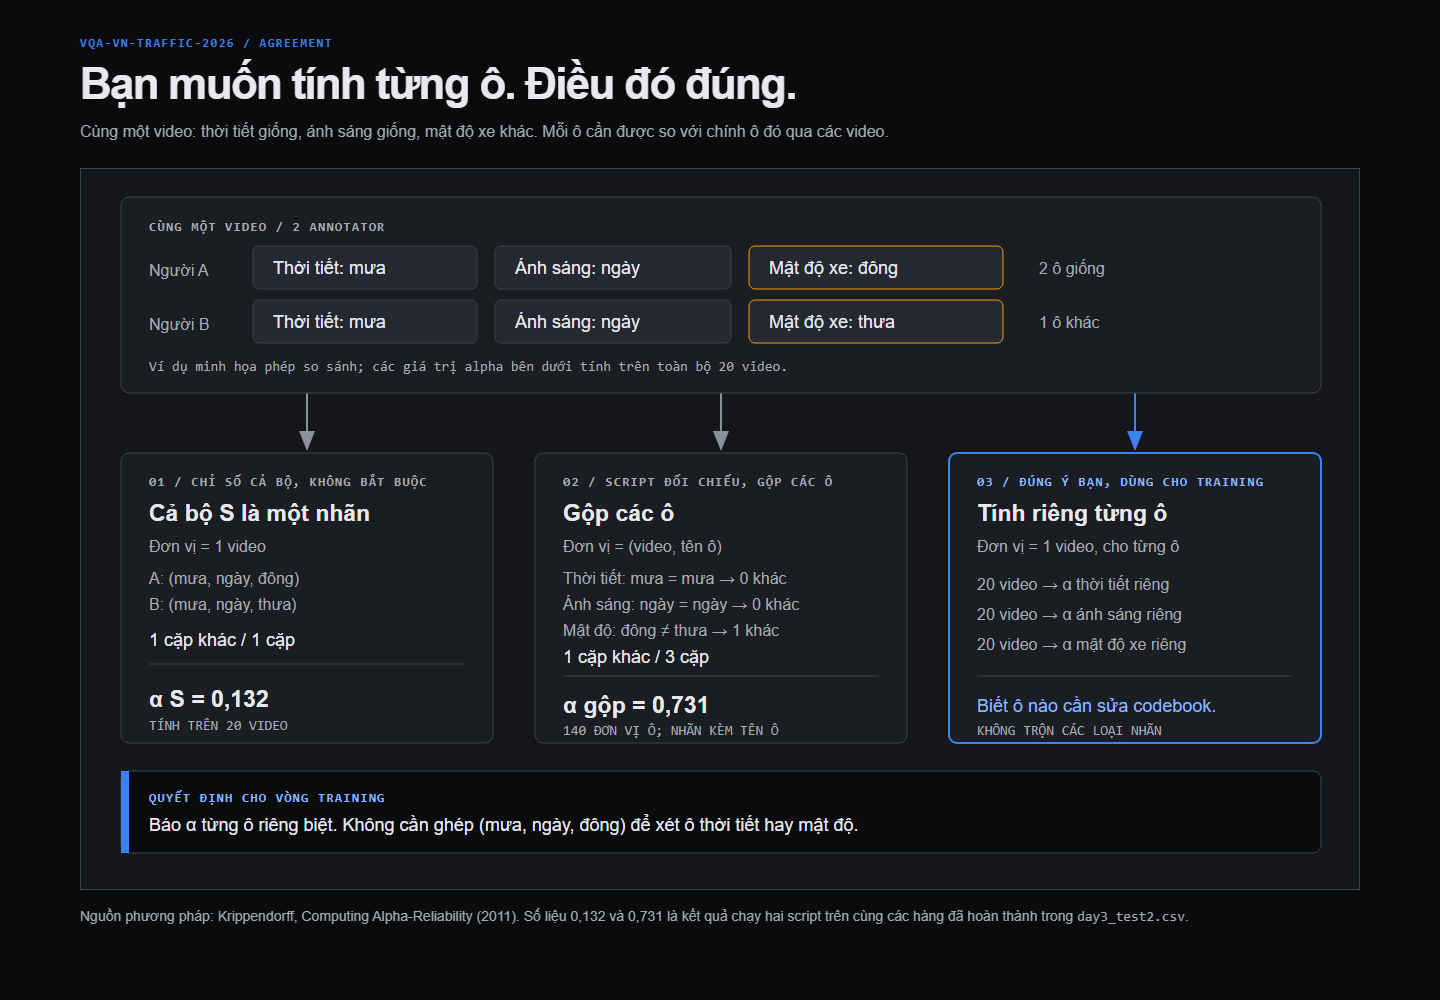 VQA-VN-TRAFFIC-2026 / AGREEMENT
Bạn muốn tính từng ô. Điều đó đúng.
Cùng một video: thời tiết giống, ánh sáng giống, mật độ xe khác. Mỗi ô cần được so với chính ô đó qua các video.
CÙNG MỘT VIDEO / 2 ANNOTATOR
Người A
Thời tiết: mưa
Ánh sáng: ngày
Mật độ xe: đông
2 ô giống
Người B
Thời tiết: mưa
Ánh sáng: ngày
Mật độ xe: thưa
1 ô khác
Ví dụ minh họa phép so sánh; các giá trị alpha bên dưới tính trên toàn bộ 20 video.
01 / CHỈ SỐ CẢ BỘ, KHÔNG BẮT BUỘC
Cả bộ S là một nhãn
Đơn vị = 1 video
A: (mưa, ngày, đông)
B: (mưa, ngày, thưa)
1 cặp khác / 1 cặp
α S = 0,132
TÍNH TRÊN 20 VIDEO
02 / SCRIPT ĐỐI CHIẾU, GỘP CÁC Ô
Gộp các ô
Đơn vị = (video, tên ô)
Thời tiết: mưa = mưa → 0 khác
Ánh sáng: ngày = ngày → 0 khác
Mật độ: đông ≠ thưa → 1 khác
1 cặp khác / 3 cặp
α gộp = 0,731
140 ĐƠN VỊ Ô; NHÃN KÈM TÊN Ô
03 / ĐÚNG Ý BẠN, DÙNG CHO TRAINING
Tính riêng từng ô
Đơn vị = 1 video, cho từng ô
20 video → α thời tiết riêng
20 video → α ánh sáng riêng
20 video → α mật độ xe riêng
Biết ô nào cần sửa codebook.
KHÔNG TRỘN CÁC LOẠI NHÃN
QUYẾT ĐỊNH CHO VÒNG TRAINING
Báo α từng ô riêng biệt. Không cần ghép (mưa, ngày, đông) để xét ô thời tiết hay mật độ.
Nguồn phương pháp: Krippendorff, Computing Alpha-Reliability (2011). Số liệu 0,132 và 0,731 là kết quả chạy hai script trên cùng các hàng đã hoàn thành trong day3_test2.csv.